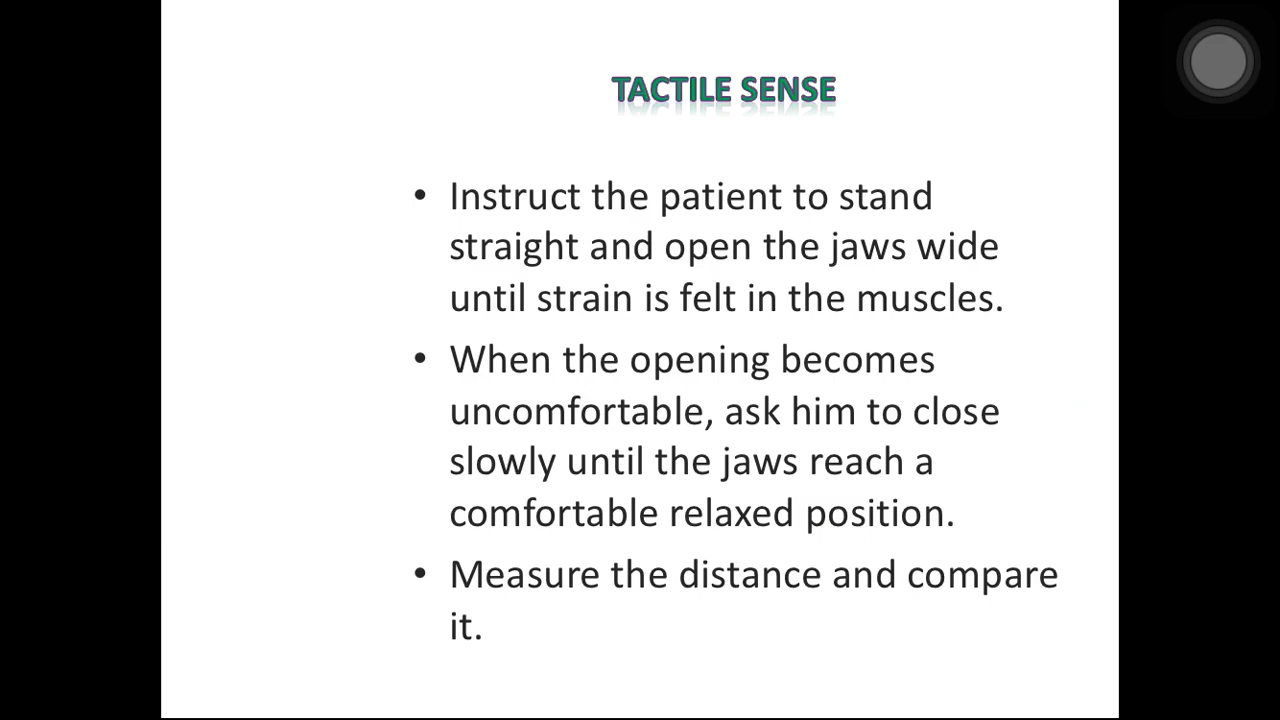 TACTILE SENSE
• Instruct the patient to stand
straight and open the jaws wide
until strain is felt in the muscles.
• When the opening becomes
uncomfortable, ask him to close
slowly until the jaws reach a
comfortable relaxed position.
• Measure the distance and compare
it.